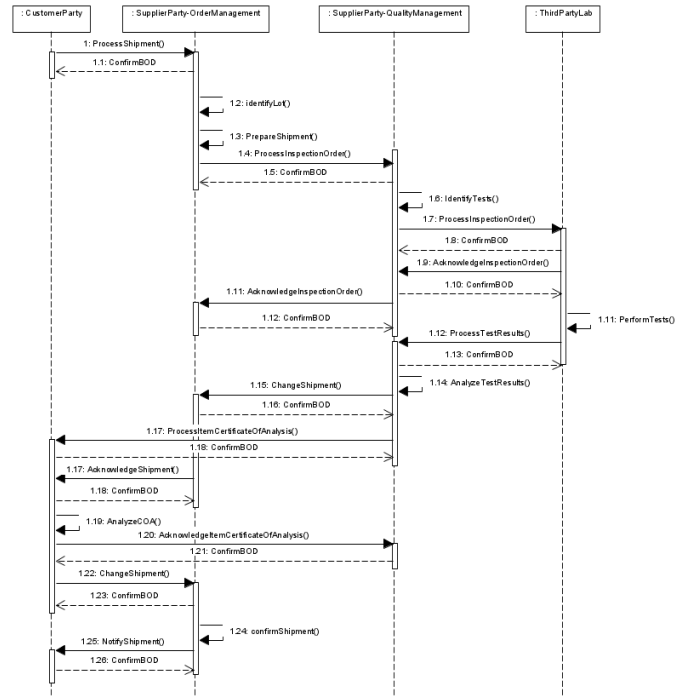 : CustomerParty
: SupplierParty-OrderManagement
: SupplierParty-QualityManagement
: ThirdPartyLab
1: ProcessShipment()
1.1: ConfirmBOD
1.2: identifyLot()
1.3: PrepareShipment()
1.4: ProcessInspectionOrder()
1.5: ConfirmBOD
1.6: IdentifyTests()
1.7: ProcessInspectionOrder()
1.8: ConfirmBOD
1.9: AcknowledgeInspectionOrder()
1.10: ConfirmBOD
1.11: AcknowledgeInspectionOrder()
1.12: ConfirmBOD
1.11: PerformTests()
1.12: ProcessTestResults()
1.13: ConfirmBOD
1.14: AnalyzeTestResults()
1.15: ChangeShipment()
1.16: ConfirmBOD
1.17: ProcessItemCertificateOfAnalysis()
1.18: ConfirmBOD
1.17: AcknowledgeShipment()
1.18: ConfirmBOD
1.19: AnalyzeCOA()
1.20: AcknowledgeItemCertificateOfAnalysis()
1.21: ConfirmBOD
1.22: ChangeShipment()
1.23: ConfirmBOD
1.24: confirmShipment()
1.25: NotifyShipment()
1.26: ConfirmBOD